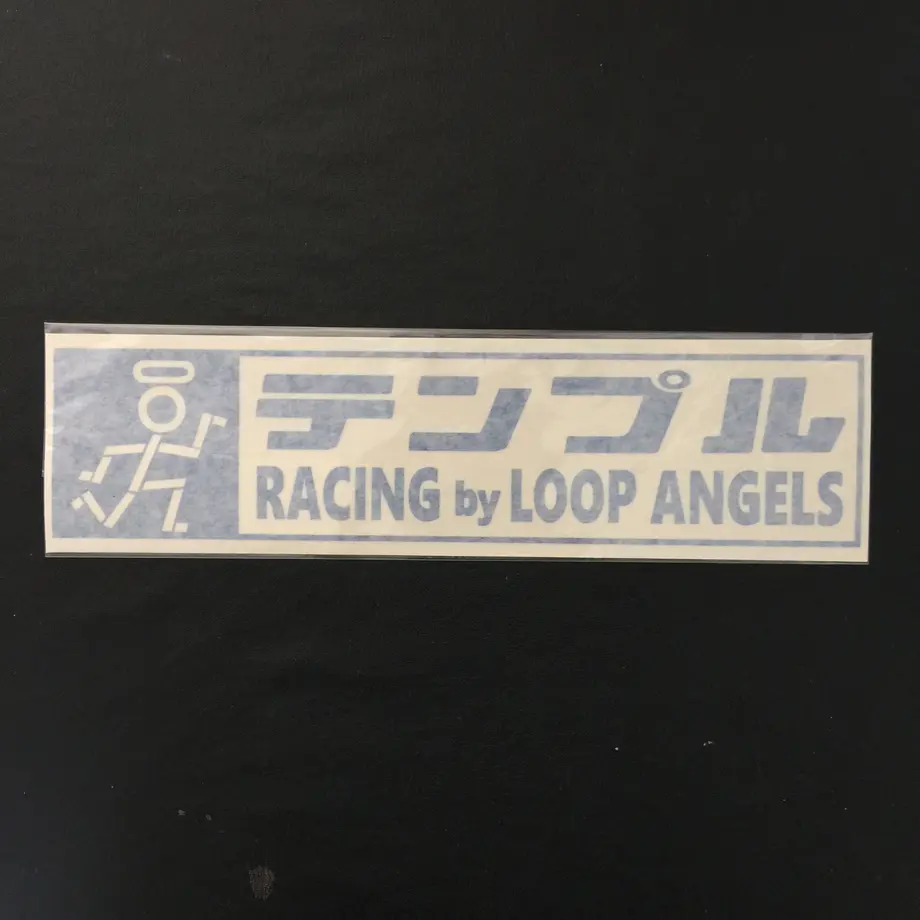 テンプル
RACING by LOOP ANGELS